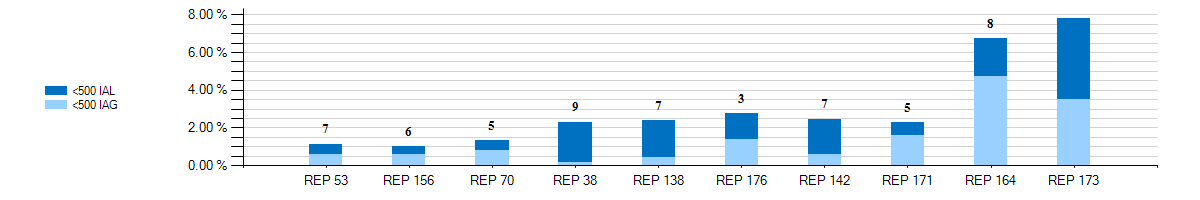 8.00 %
6.00 %
4.00 %
2.00 %
0.00 %
<500 IAL
<500 IAG
7
6
5
9
7
3
7
5
8
REP 53
REP 156
REP 70
REP 38
REP 138
REP 176
REP 142
REP 171
REP 164
REP 173